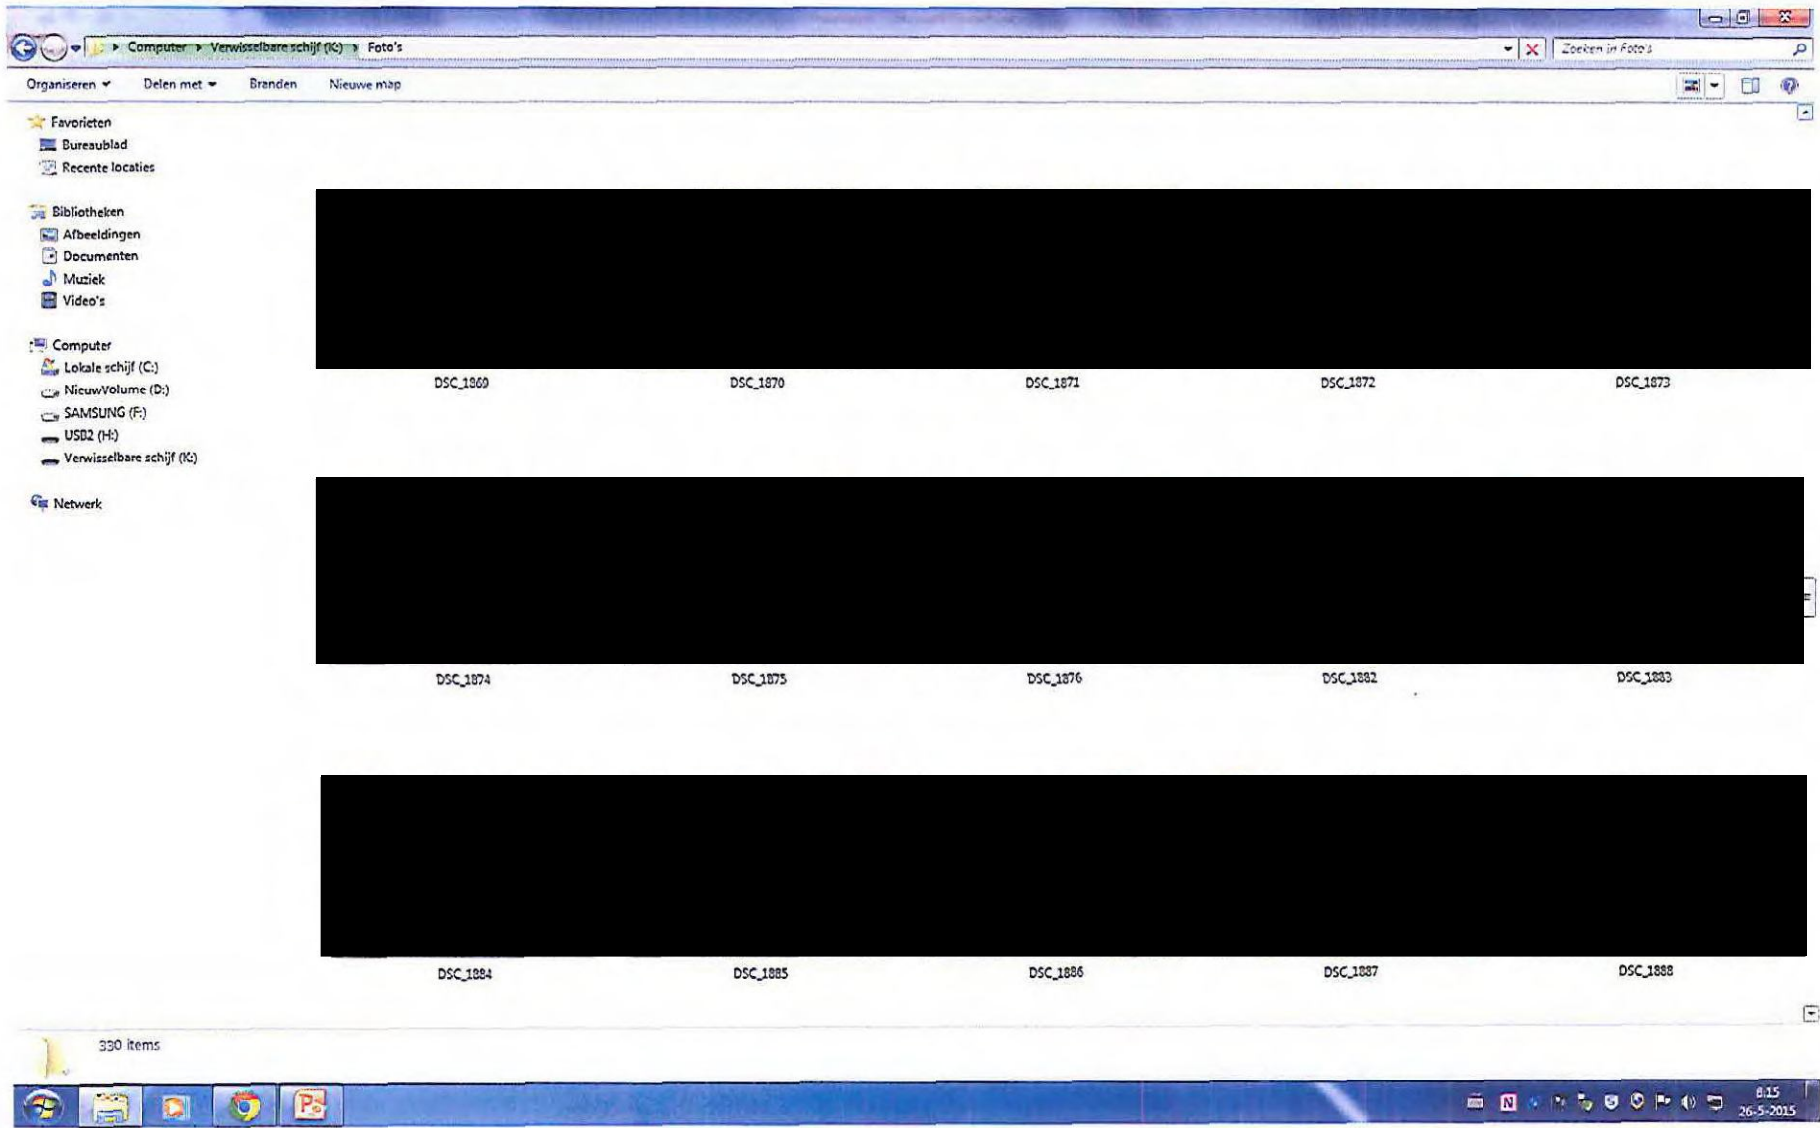 Computer ▸ Verwisselbare schijf (K:) ▸ Foto's
Zoeken in Foto's
Organiseren Delen met Branden Nieuwe map
Favorieten
Bureaublad
Recente locaties
Bibliotheken
Afbeeldingen
Documenten
Muziek
Video's
Computer
Lokale schijf (C:)
NieuwVolume (D:)
SAMSUNG (F:)
USB2 (H:)
Verwisselbare schijf (K:)
Netwerk
DSC_1869 DSC_1870 DSC_1871 DSC_1872 DSC_1873
DSC_1874 DSC_1875 DSC_1876 DSC_1882 DSC_1883
DSC_1884 DSC_1885 DSC_1886 DSC_1887 DSC_1888
330 items
N
8:15
26-5-2015